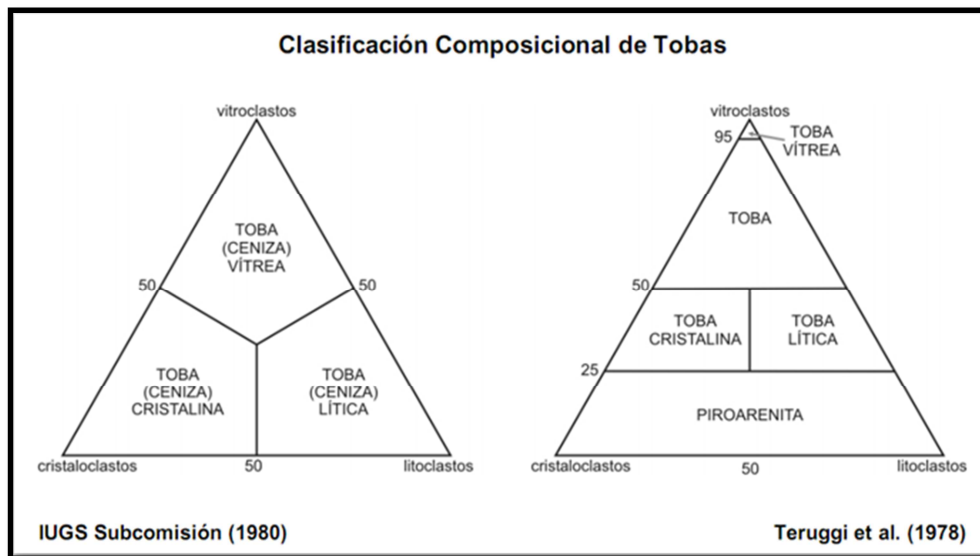 Clasificación Composicional de Tobas
vitroclastos
TOBA
(CENIZA)
VÍTREA
50
50
TOBA
(CENIZA)
CRISTALINA
TOBA
(CENIZA)
LÍTICA
cristaloclastos
50
litoclastos
IUGS Subcomisión (1980)
vitroclastos
95
TOBA
VÍTREA
TOBA
50
TOBA
CRISTALINA
TOBA
LÍTICA
25
PIROARENITA
cristaloclastos
50
litoclastos
Teruggi et al. (1978)